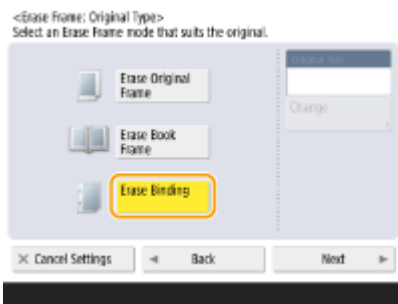 <Erase Frame: Original Type>
Select an Erase Frame mode that suits the original.
Original Size
Erase Original
Frame
Change
Erase Book
Frame
Erase Binding
× Cancel Settings
◄ Back
Next ►